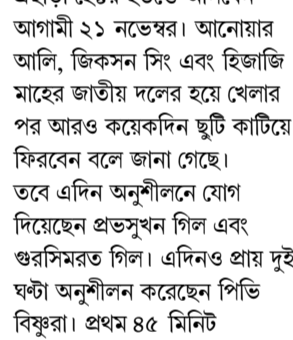 আগামী ২১ নভেম্বর। আনোয়ার
আলি, জিকসন সিং এবং হিজাজি
মাহের জাতীয় দলের হয়ে খেলার
পর আরও কয়েকদিন ছুটি কাটিয়ে
ফিরবেন বলে জানা গেছে।
তবে এদিন অনুশীলনে যোগ
দিয়েছেন প্রভসুখন গিল এবং
গুরসিমরত গিল। এদিনও প্রায় দুই
ঘণ্টা অনুশীলন করেছেন পিভি
বিষ্ণুরা। প্রথম ৪৫ মিনিট